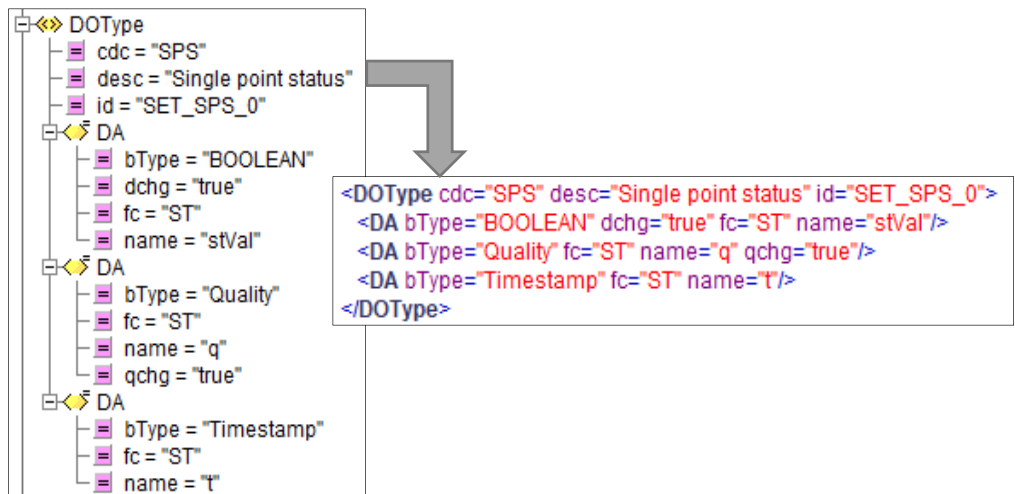 DOType
cdc = "SPS"
desc = "Single point status"
id = "SET_SPS_0"
DA
bType = "BOOLEAN"
dchg = "true"
fc = "ST"
name = "stVal"
DA
bType = "Quality"
fc = "ST"
name = "q"
qchg = "true"
DA
bType = "Timestamp"
fc = "ST"
name = "t"
<DOType cdc="SPS" desc="Single point status" id="SET_SPS_0">
<DA bType="BOOLEAN" dchg="true" fc="ST" name="stVal"/>
<DA bType="Quality" fc="ST" name="q" qchg="true"/>
<DA bType="Timestamp" fc="ST" name="t"/>
</DOType>